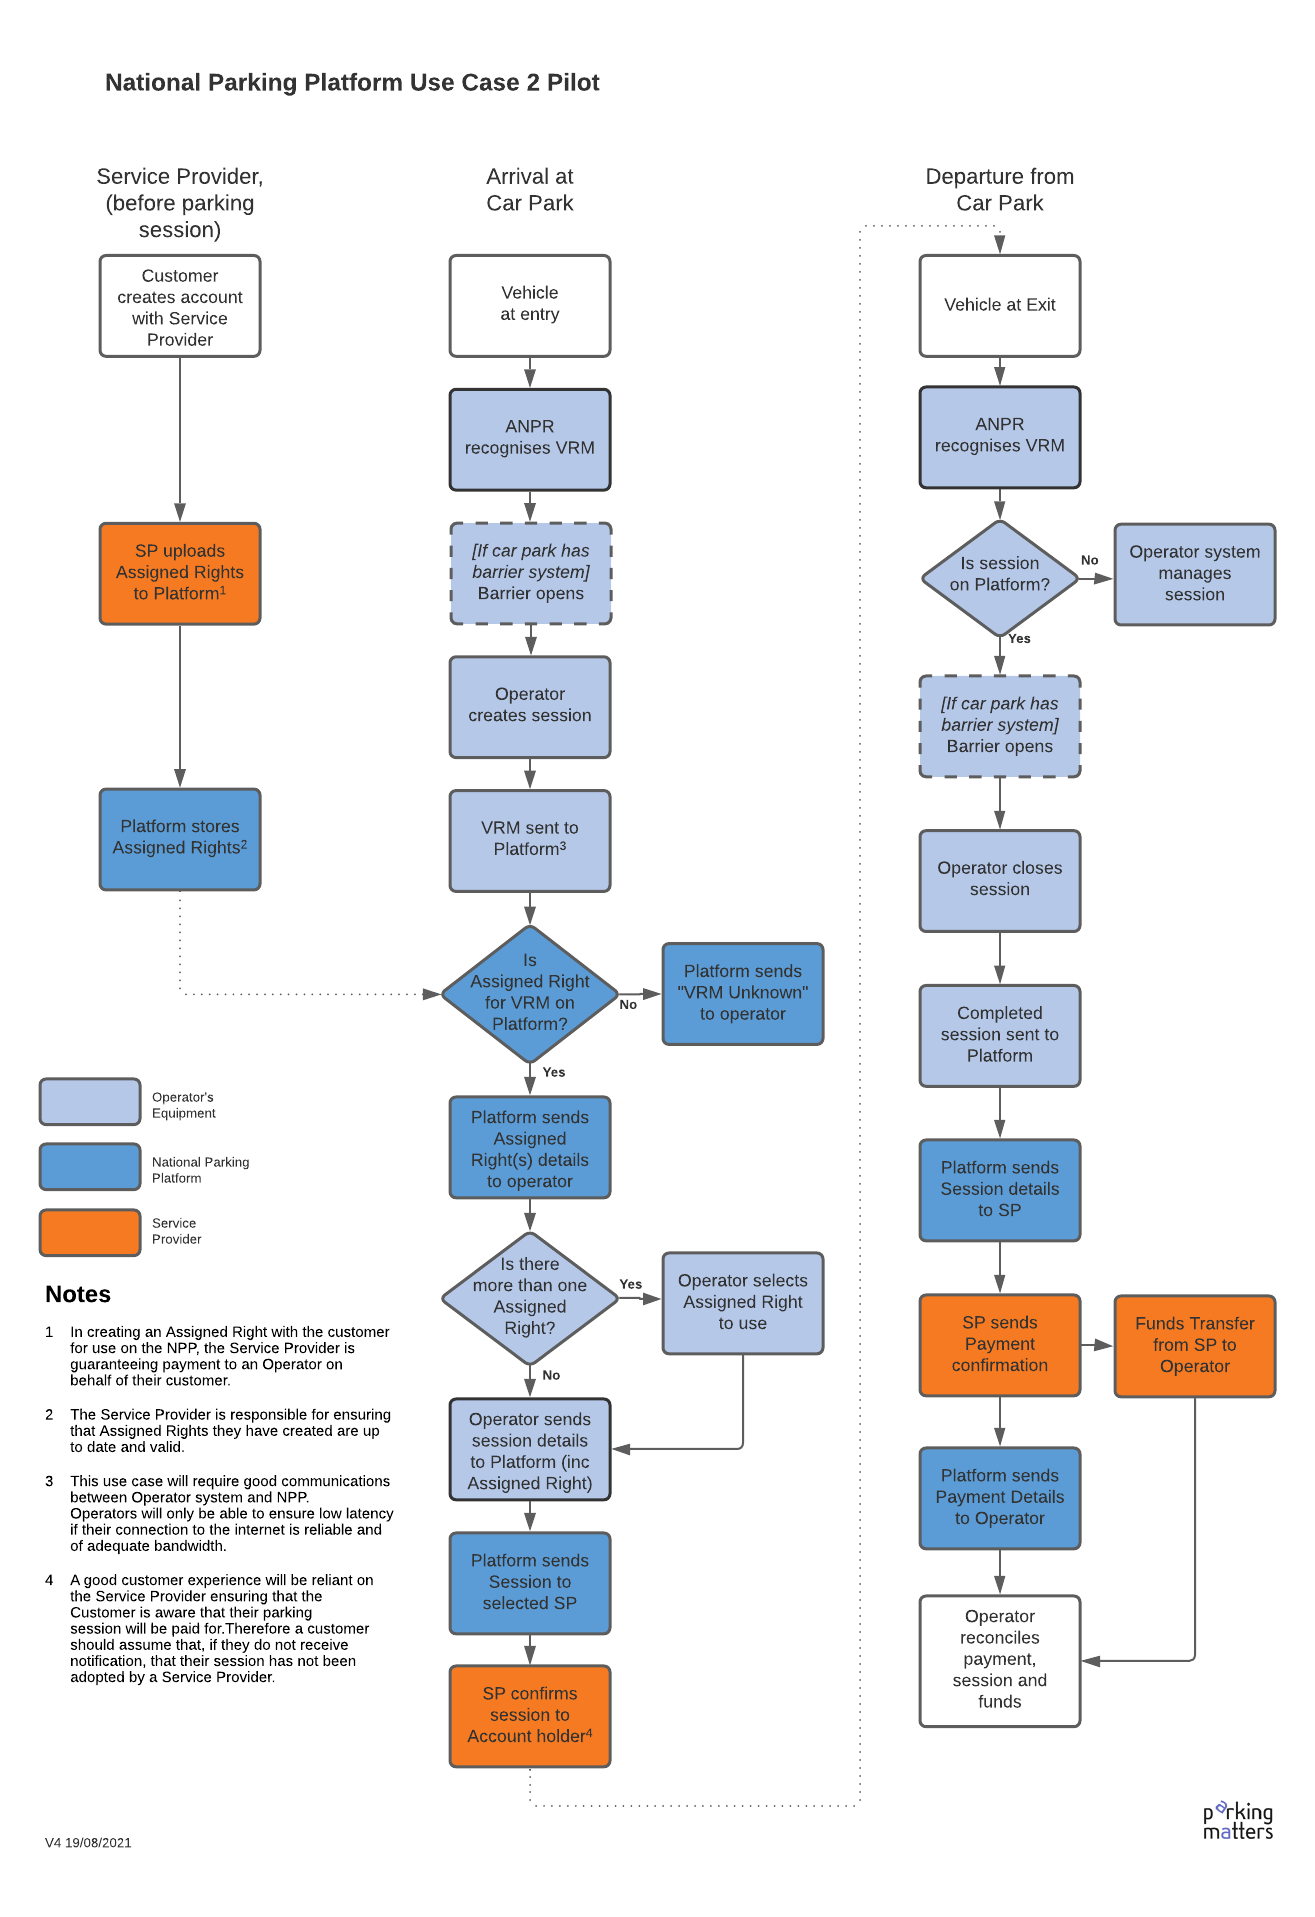 National Parking Platform Use Case 2 Pilot
Service Provider,
(before parking
session)
Customer
creates account
with Service
Provider
SP uploads
Assigned Rights
to Platform¹
Platform stores
Assigned Rights²
Arrival at
Car Park
Vehicle
at entry
ANPR
recognises VRM
[If car park has
barrier system]
Barrier opens
Operator
creates session
VRM sent to
Platform³
Is
Assigned Right
for VRM on
Platform?
No
Platform sends
"VRM Unknown"
to operator
Yes
Platform sends
Assigned
Right(s) details
to operator
Is there
more than one
Assigned
Right?
Yes
Operator selects
Assigned Right
to use
No
Operator sends
session details
to Platform (inc
Assigned Right)
Platform sends
Session to
selected SP
SP confirms
session to
Account holder⁴
Departure from
Car Park
Vehicle at Exit
ANPR
recognises VRM
Is session
on Platform?
No
Operator system
manages
session
Yes
[If car park has
barrier system]
Barrier opens
Operator closes
session
Completed
session sent to
Platform
Platform sends
Session details
to SP
SP sends
Payment
confirmation
Funds Transfer
from SP to
Operator
Platform sends
Payment Details
to Operator
Operator
reconciles
payment,
session and
funds
Operator's
Equipment
National Parking
Platform
Service
Provider
Notes
1 In creating an Assigned Right with the customer
for use on the NPP, the Service Provider is
guaranteeing payment to an Operator on
behalf of their customer.
2 The Service Provider is responsible for ensuring
that Assigned Rights they have created are up
to date and valid.
3 This use case will require good communications
between Operator system and NPP.
Operators will only be able to ensure low latency
if their connection to the internet is reliable and
of adequate bandwidth.
4 A good customer experience will be reliant on
the Service Provider ensuring that the
Customer is aware that their parking
session will be paid for.Therefore a customer
should assume that, if they do not receive
notification, that their session has not been
adopted by a Service Provider.
V4 19/08/2021
parking
matters